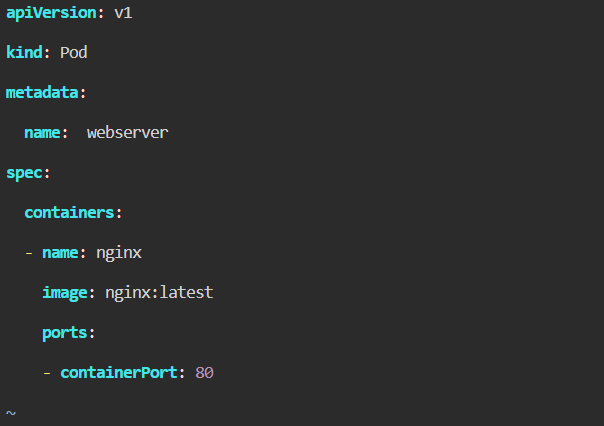 apiVersion: v1
kind: Pod
metadata:
  name:  webserver
spec:
  containers:
  - name: nginx
    image: nginx:latest
    ports:
    - containerPort: 80
~